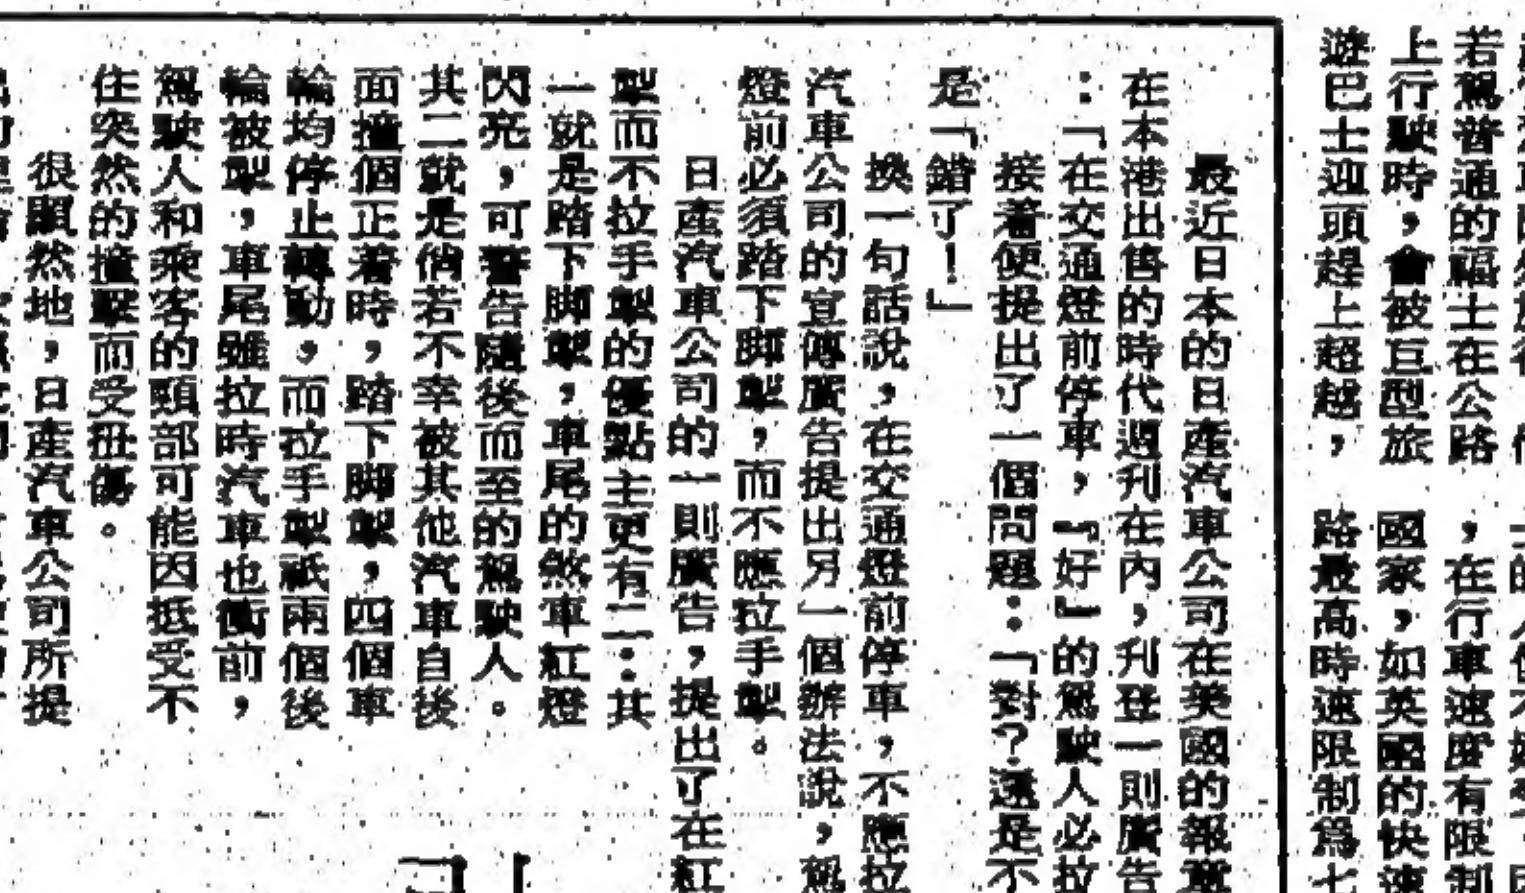 若駕普通的福士在公路
上行駛時，會被巨型旅
遊巴士迎頭趕上超越，
，在行車速度有限制
國家，如英國的快速
路最高時速限制爲七
最近日本的日產汽車公司在美國的報章
在本港出售的時代週刊在內，刋登一則廣告
：「在交通燈前停車，『好』的駕駛人必拉
接着便提出了一個問題：「對？還是不
是「錯了！」
換一句話說，在交通燈前停車，不應拉
汽車公司的宣傳廣告提出另一個辦法說，駕
燈前必須踏下脚掣，而不應拉手掣。
日產汽車公司的一則廣告，提出了在紅
掣而不拉手掣的優點主更有二：其
一就是踏下脚掣，車尾的煞車紅燈
閃亮，可警告隨後而至的駕駛人。
其二就是倘若不幸被其他汽車自後
面撞個正着時，踏下脚掣，四個車
輪均停止轉動，而拉手掣祇兩個後
輪被掣，車尾雖拉時汽車也衝前，
駕駛人和乘客的頸部可能因抵受不
住突然的撞擊而受扭傷。
很顯然地，日產汽車公司所提